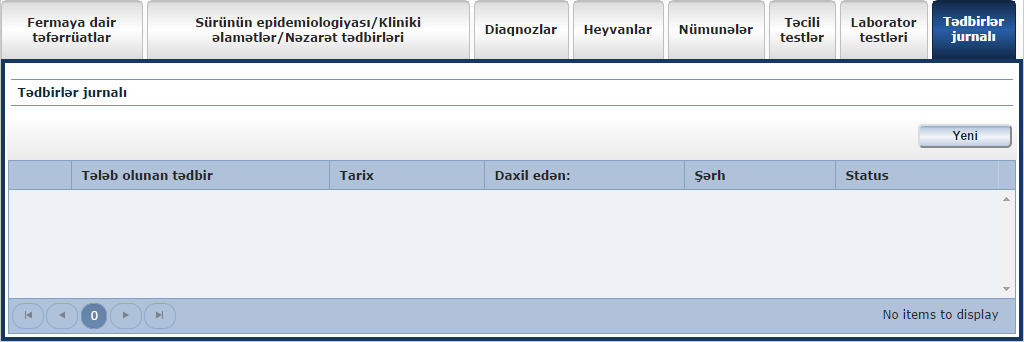 Fermaya dair
təfərrüatlar
Sürünün epidemiologiyası/Kliniki
əlamətlər/Nəzarət tədbirləri
Diaqnozlar
Heyvanlar
Nümunələr
Təcili
testlər
Laborator
testləri
Tədbirlər
jurnalı
Tədbirlər jurnalı
Yeni
Tələb olunan tədbir Tarix Daxil edən: Şərh Status
0 No items to display